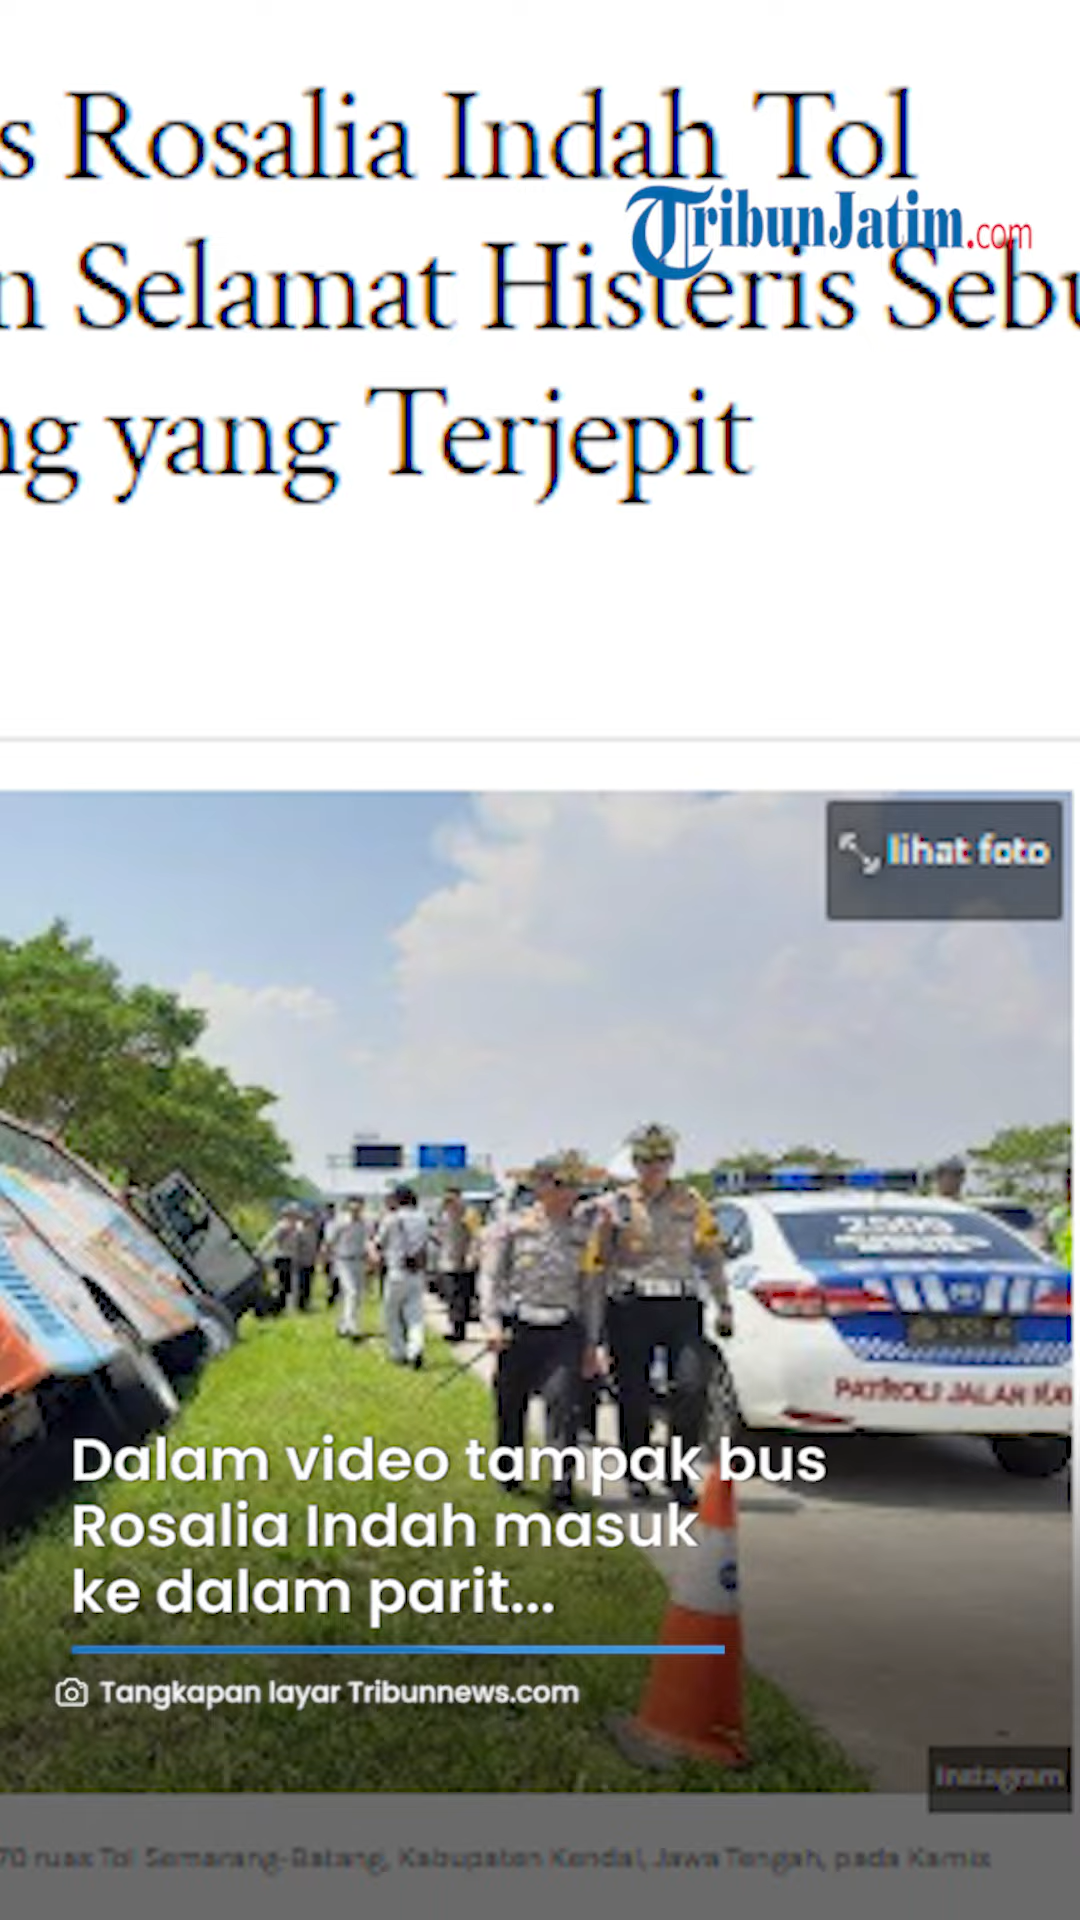 s Rosalia Indah Tol
TribunJatim.com
n Selamat Histeris Sebu
ng yang Terjepit
lihat foto
PATROLI JALAN RAY
Dalam video tampak bus
Rosalia Indah masuk
ke dalam parit...
Tangkapan layar Tribunnews.com
Instagram
70 ruas Tol Semarang-Batang, Kabupaten Kendal, Jawa Tengah, pada Kamis